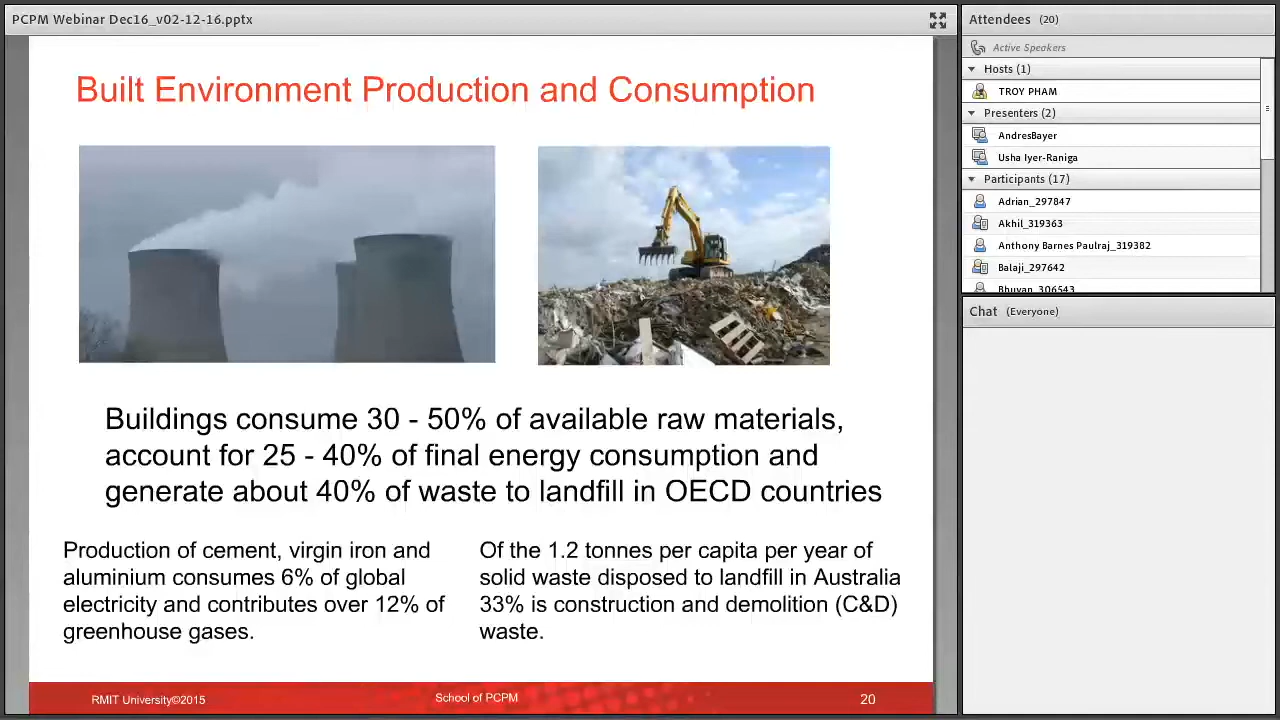 PCPM Webinar Dec16_v02-12-16.pptx
Built Environment Production and Consumption
Buildings consume 30 - 50% of available raw materials,
account for 25 - 40% of final energy consumption and
generate about 40% of waste to landfill in OECD countries
Production of cement, virgin iron and
aluminium consumes 6% of global
electricity and contributes over 12% of
greenhouse gases.
Of the 1.2 tonnes per capita per year of
solid waste disposed to landfill in Australia
33% is construction and demolition (C&D)
waste.
RMIT University©2015
School of PCPM
20
Attendees (20)
Active Speakers
Hosts (1)
TROY PHAM
Presenters (2)
AndresBayer
Usha Iyer-Raniga
Participants (17)
Adrian_297847
Akhil_319363
Anthony Barnes Paulraj_319382
Balaji_297642
Bhuvan_306543
Chat (Everyone)